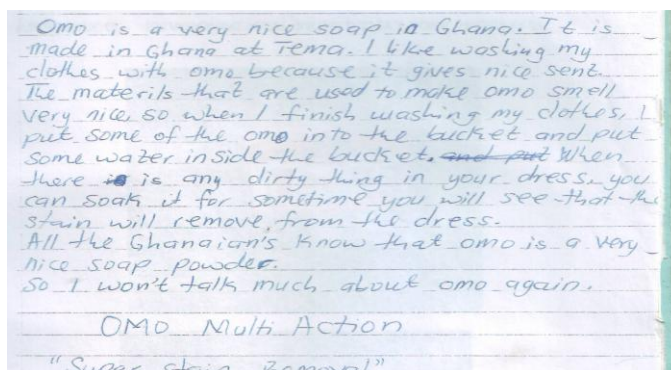 Omo is a very nice soap in Ghana. It is
made in Ghana at Tema. I like washing my
clothes with omo because it gives nice sent.
The materils that are used to make omo smell
very nice, so when I finish washing my clothes, I
put some of the omo into the bucket and put
some water inside the bucket. and put When
there is any dirty thing in your dress, you
can soak it for sometime you will see that the
stain will remove, from the dress.
All the Ghanaian's know that omo is a very
nice soap powder.
So I won't talk much about omo again.
OMO Multi Action
"Super stain Removal"